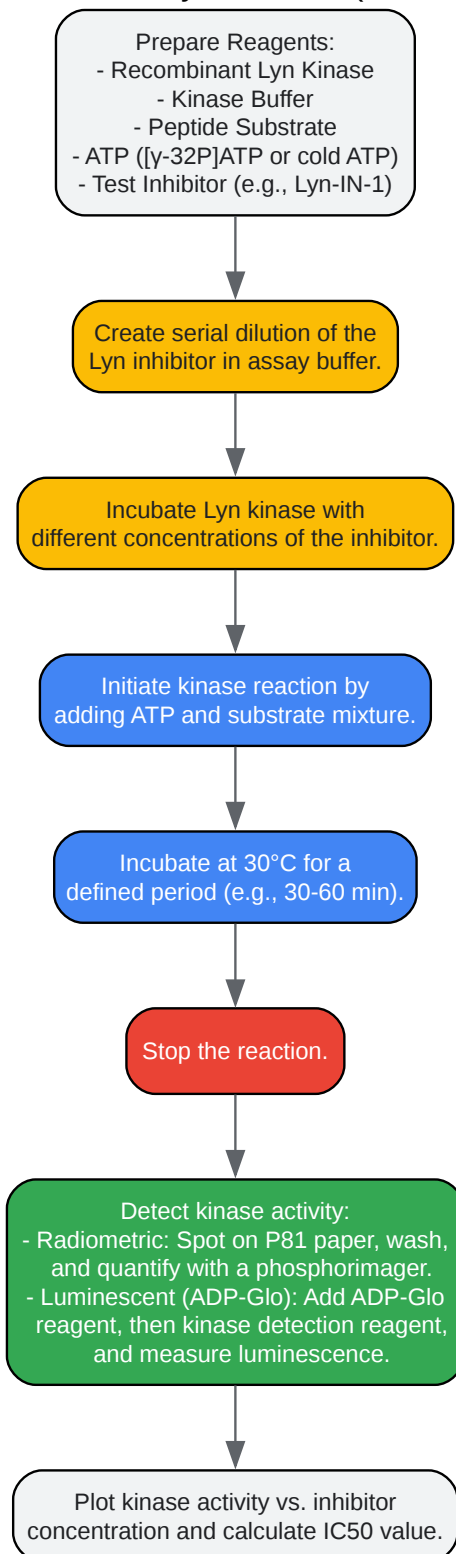 Prepare Reagents:
- Recombinant Lyn Kinase
- Kinase Buffer
- Peptide Substrate
- ATP ([γ-32P]ATP or cold ATP)
- Test Inhibitor (e.g., Lyn-IN-1)
Create serial dilution of the
Lyn inhibitor in assay buffer.
Incubate Lyn kinase with
different concentrations of the inhibitor.
Initiate kinase reaction by
adding ATP and substrate mixture.
Incubate at 30°C for a
defined period (e.g., 30-60 min).
Stop the reaction.
Detect kinase activity:
- Radiometric: Spot on P81 paper, wash,
and quantify with a phosphorimager.
- Luminescent (ADP-Glo): Add ADP-Glo
reagent, then kinase detection reagent,
and measure luminescence.
Plot kinase activity vs. inhibitor
concentration and calculate IC50 value.